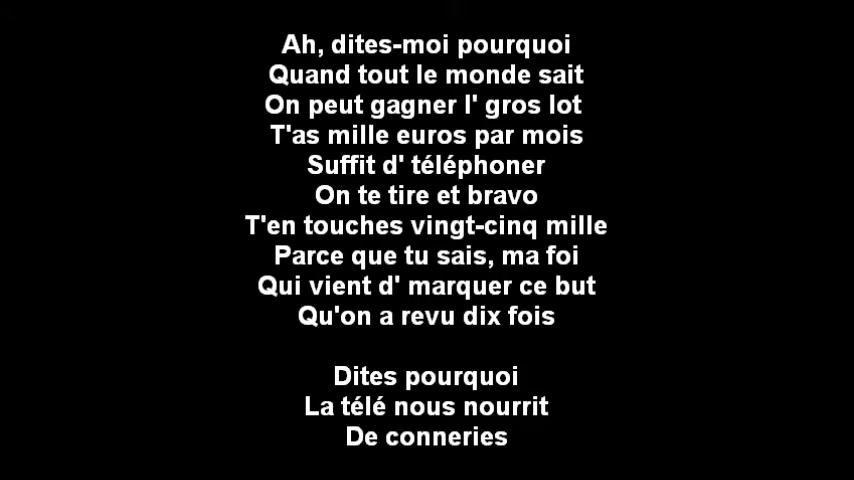 Ah, dites-moi pourquoi
Quand tout le monde sait
On peut gagner l' gros lot
T'as mille euros par mois
Suffit d' téléphoner
On te tire et bravo
T'en touches vingt-cinq mille
Parce que tu sais, ma foi
Qui vient d' marquer ce but
Qu'on a revu dix fois
Dites pourquoi
La télé nous nourrit
De conneries